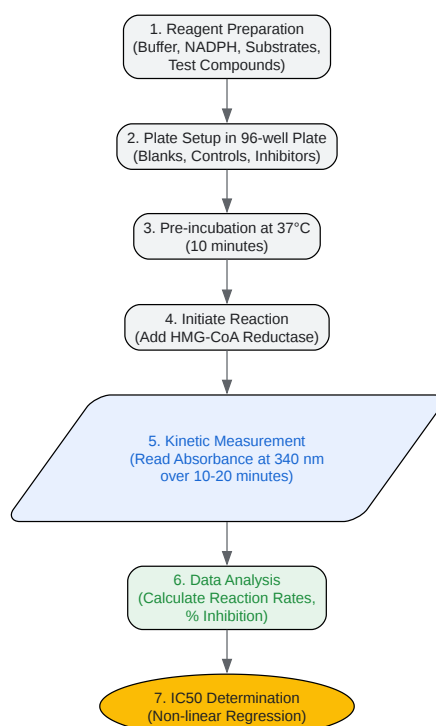 1. Reagent Preparation
(Buffer, NADPH, Substrates,
Test Compounds)
2. Plate Setup in 96-well Plate
(Blanks, Controls, Inhibitors)
3. Pre-incubation at 37°C
(10 minutes)
4. Initiate Reaction
(Add HMG-CoA Reductase)
5. Kinetic Measurement
(Read Absorbance at 340 nm
over 10-20 minutes)
6. Data Analysis
(Calculate Reaction Rates,
% Inhibition)
7. IC50 Determination
(Non-linear Regression)